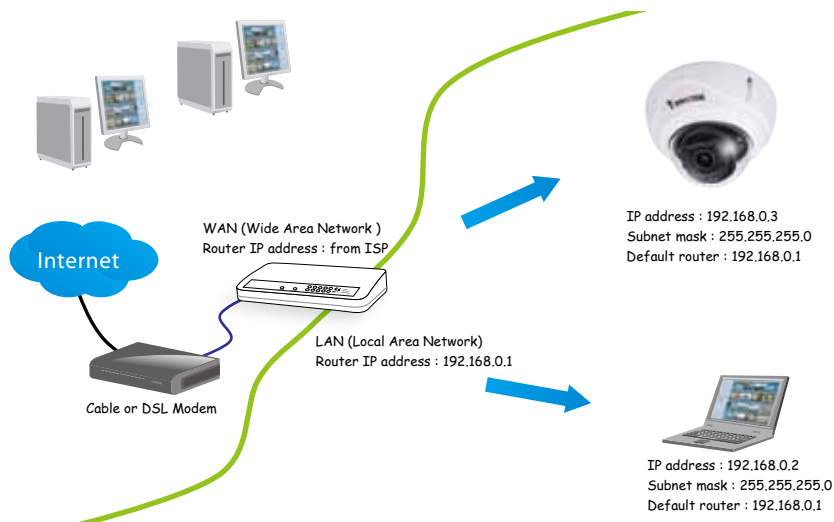 WAN (Wide Area Network )
Router IP address : from ISP
Internet
LAN (Local Area Network)
Router IP address : 192.168.0.1
Cable or DSL Modem
IP address : 192.168.0.3
Subnet mask : 255.255.255.0
Default router : 192.168.0.1
IP address : 192.168.0.2
Subnet mask : 255.255.255.0
Default router : 192.168.0.1